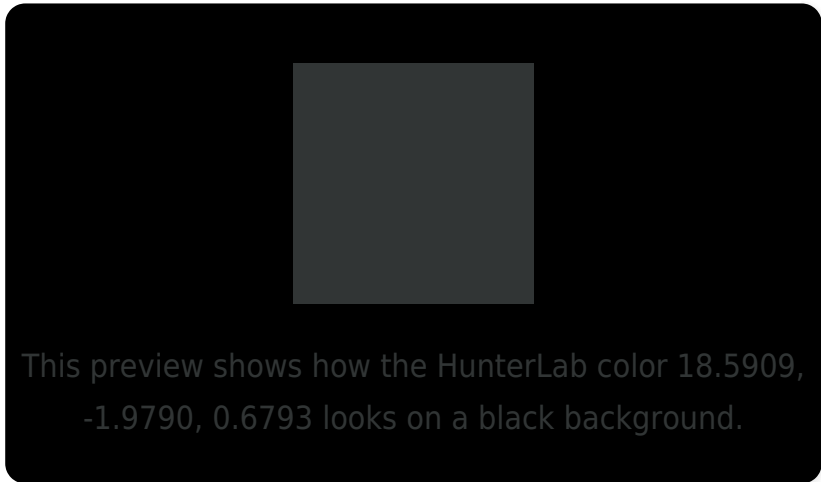 This preview shows how the HunterLab color 18.5909,
-1.9790, 0.6793 looks on a black background.